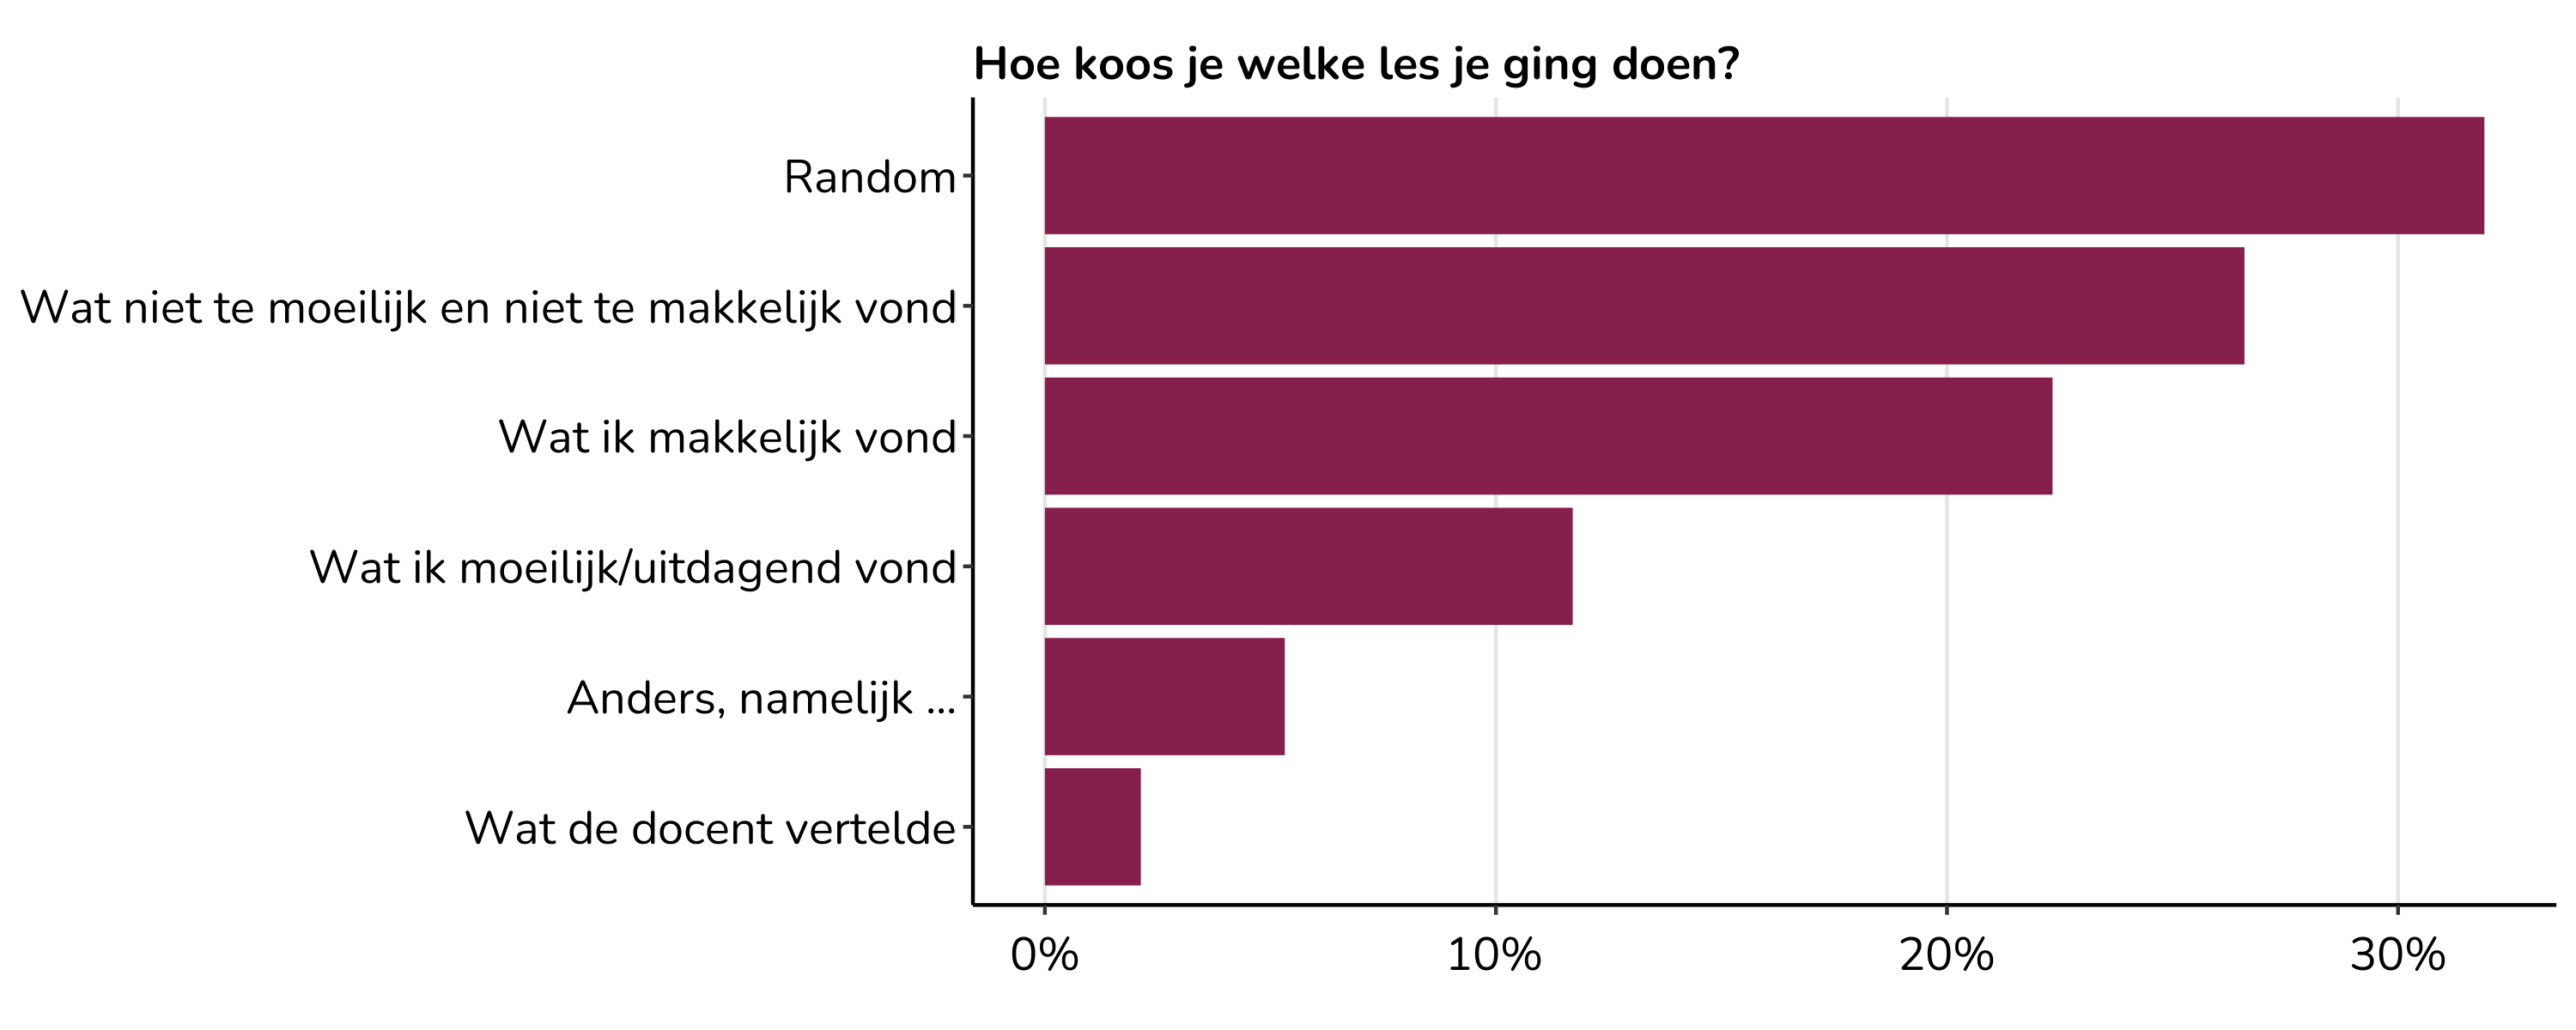 Hoe koos je welke les je ging doen?
Random
Wat niet te moeilijk en niet te makkelijk vond
Wat ik makkelijk vond
Wat ik moeilijk/uitdagend vond
Anders, namelijk ...
Wat de docent vertelde
0% 10% 20% 30%